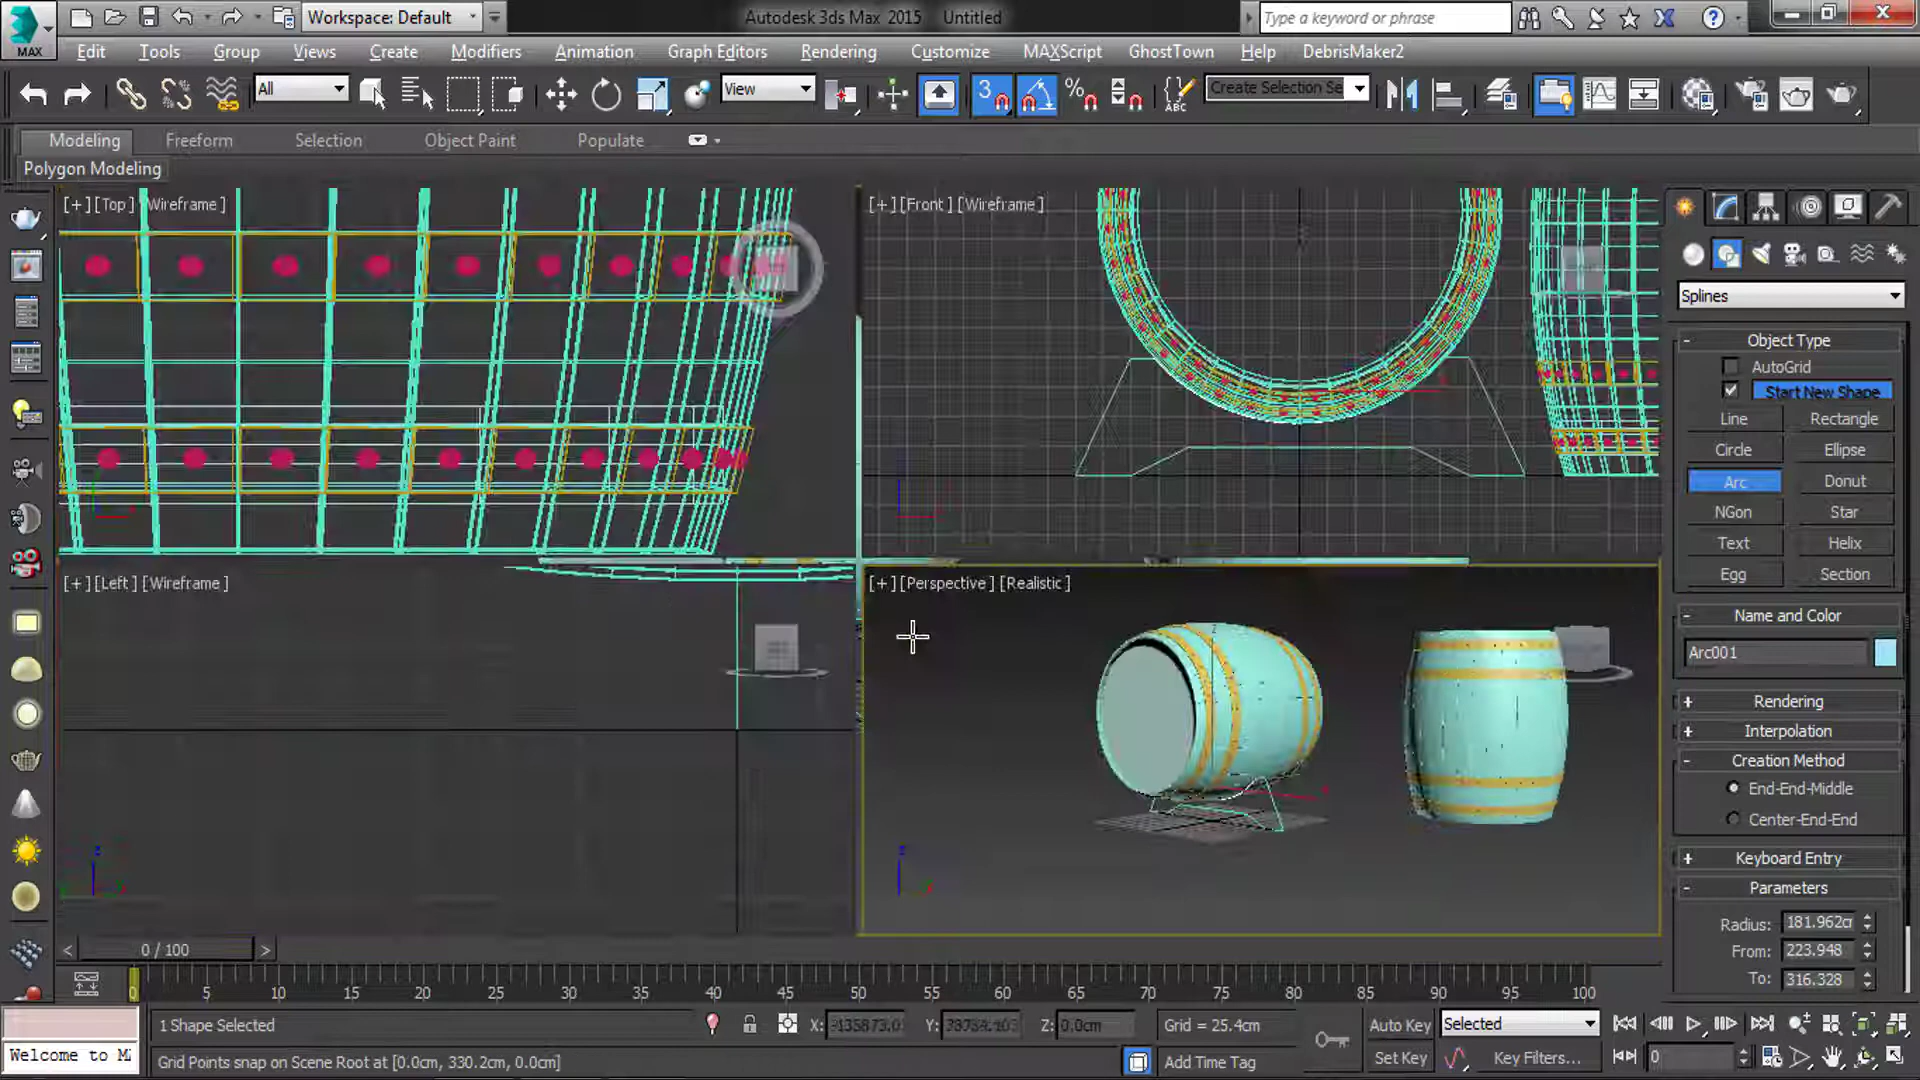 Workspace: Default
Autodesk 3ds Max 2015 Untitled
Type a keyword or phrase
MAX
Edit Tools Group Views Create Modifiers Animation Graph Editors Rendering Customize MAXScript GhostTown Help DebrisMaker2
All
View
3
%
ABC
Create Selection Se
Modeling Freeform Selection Object Paint Populate
Polygon Modeling
[+] [Top] Wireframe ]
[+] [Front] [Wireframe ]
[+] [Left] [Wireframe ]
[+] [Perspective ] [Realistic ]
Splines
- Object Type
AutoGrid
Start New Shape
Line Rectangle
Circle Ellipse
Arc Donut
NGon Star
Text Helix
Egg Section
- Name and Color
Arc001
+ Rendering
+ Interpolation
- Creation Method
End-End-Middle
Center-End-End
+ Keyboard Entry
- Parameters
Radius: 181.962cm
From: 223.948
To: 316.328
< 0 / 100 >
0 5 10 15 20 25 30 35 40 45 50 55 60 65 70 75 80 85 90 95 100
1 Shape Selected
X: Y: Z: 0.0cm
Grid = 25.4cm
Auto Key Selected
Welcome to M
Grid Points snap on Scene Root at [0.0cm, 330.2cm, 0.0cm]
Add Time Tag
Set Key Key Filters...
0